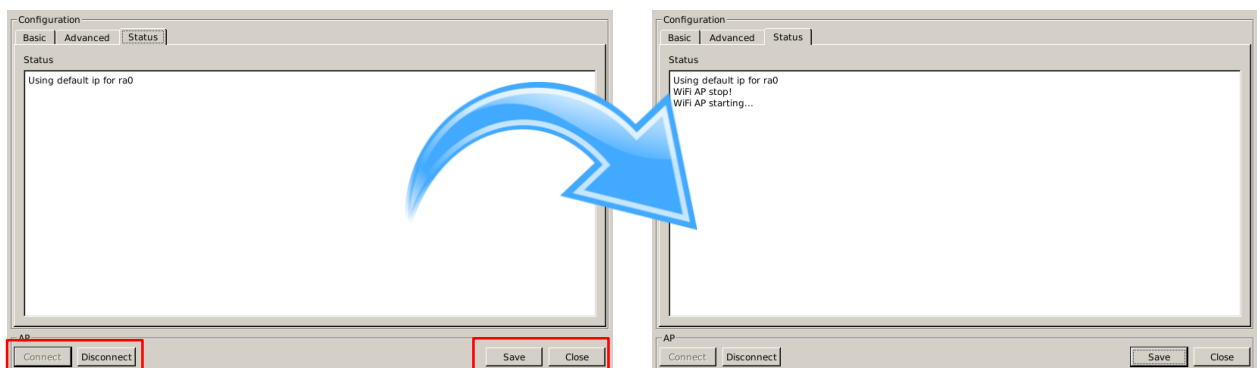 Configuration
Basic Advanced Status
Status
Using default ip for ra0
AP
Connect Disconnect Save Close
Configuration
Basic Advanced Status
Status
Using default ip for ra0
WiFi AP stop!
WiFi AP starting...
AP
Connect Disconnect Save Close